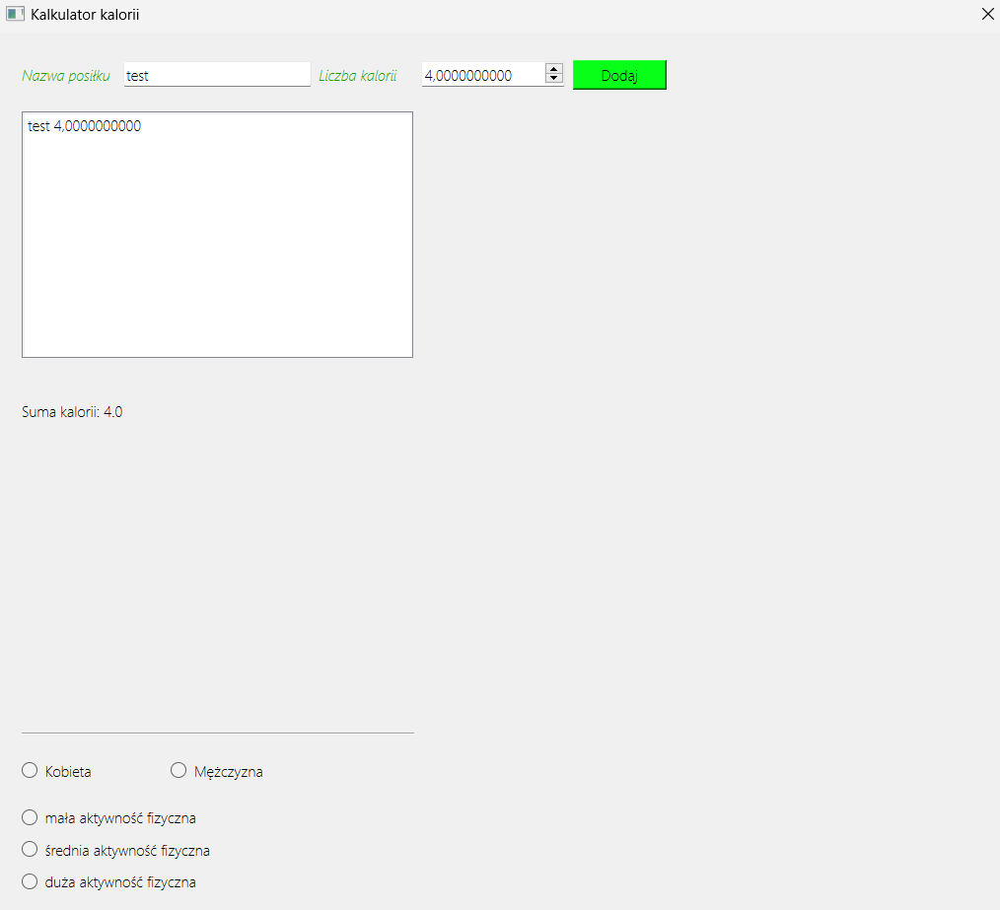 Kalkulator kalorii
Nazwa posiłku test Liczba kalorii 4,0000000000 Dodaj
test 4,0000000000
Suma kalorii: 4.0
Kobieta Mężczyzna
mała aktywność fizyczna
średnia aktywność fizyczna
duża aktywność fizyczna